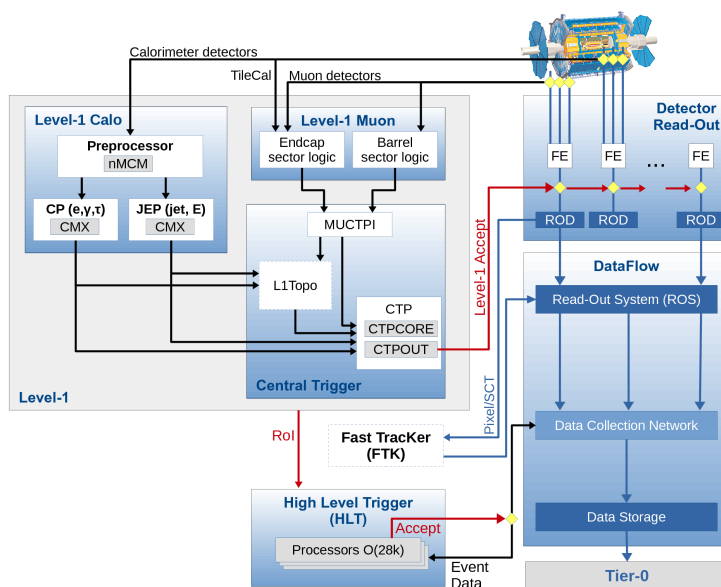 Calorimeter detectors
TileCal
Muon detectors
Level-1 Calo
Preprocessor
nMCM
CP (e,γ,τ)
CMX
JEP (jet, E)
CMX
Level-1 Muon
Endcap
sector logic
Barrel
sector logic
Detector
Read-Out
FE
FE
...
FE
ROD
ROD
ROD
MUCTPI
L1Topo
CTP
CTPCORE
CTPOUT
Central Trigger
Level-1
Level-1 Accept
DataFlow
Read-Out System (ROS)
Pixel/SCT
RoI
Fast TracKer
(FTK)
Data Collection Network
High Level Trigger
(HLT)
Accept
Processors O(28k)
Event
Data
Data Storage
Tier-0